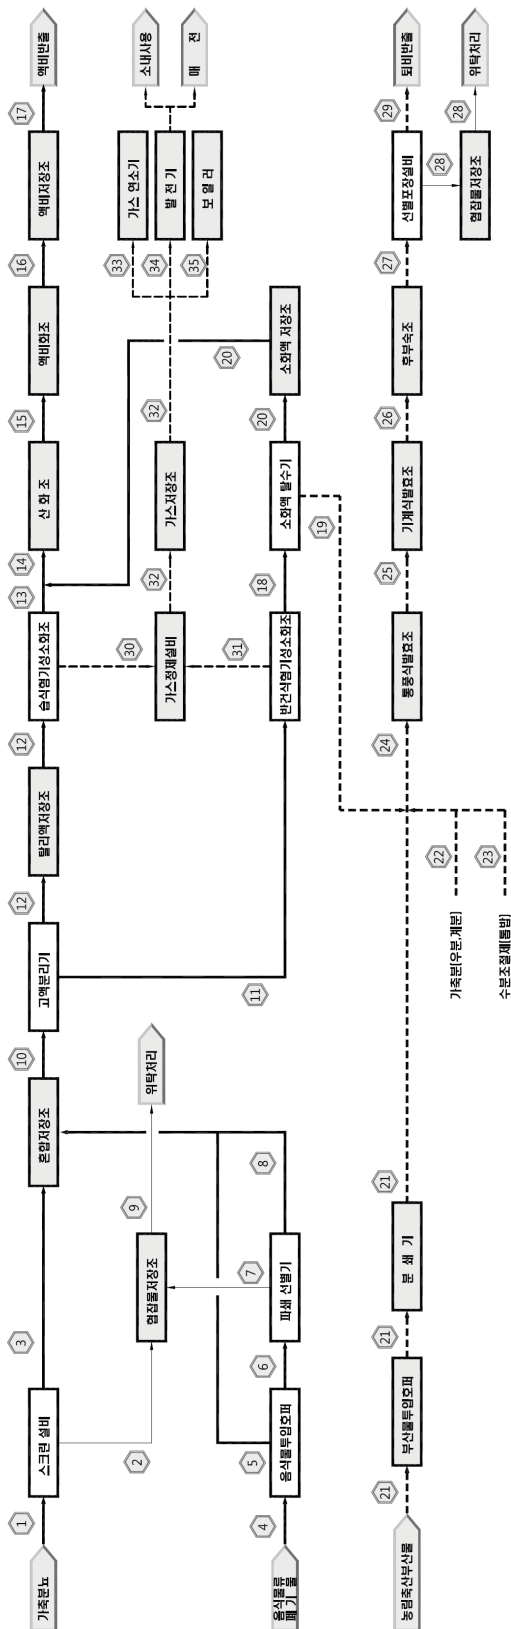 가축분뇨
1
스크린 설비
2
3
혼합저장조
10
고액분리기
12
탈리액저장조
12
습식혐기성소화조
13
14
산 화 조
15
액비화조
16
액비저장조
17
액비반출
협잡물저장조
9
위탁처리
30
가스정제설비
31
32
가스저장조
32
33
34
35
가스 연소기
발 전 기
보 일 러
소내사용
매 전
음식물류
폐 기 물
4
음식물투입호퍼
5
6
파쇄 선별기
7
8
11
반건식혐기성소화조
18
소화액 탈수기
19
20
소화액 저장조
20
농림축산부산물
21
부산물투입호퍼
21
분 쇄 기
21
가축분(우분,계분)
22
수분조절제(톱밥)
23
24
통풍식발효조
25
기계식발효조
26
후부숙조
27
선별포장설비
29
퇴비반출
28
협잡물저장조
28
위탁처리